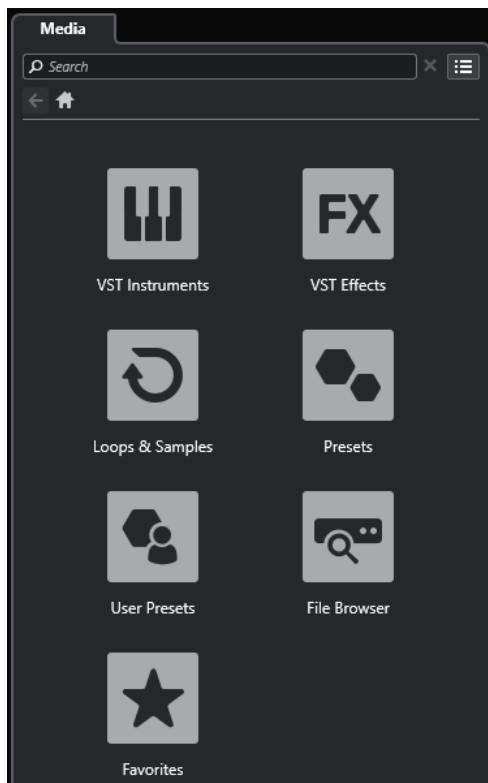 Media
Search
VST Instruments
FX
VST Effects
Loops & Samples
Presets
User Presets
File Browser
Favorites